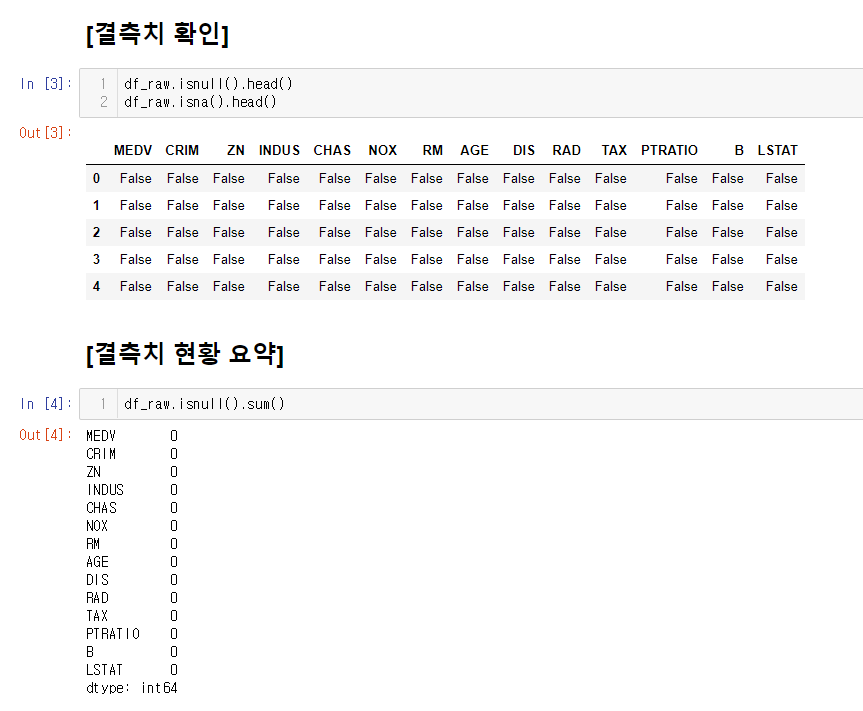 [결측치 확인]
In [3]:
1 df_raw.isnull().head()
2 df_raw.isna().head()
Out[3]:
MEDV CRIM ZN INDUS CHAS NOX RM AGE DIS RAD TAX PTRATIO B LSTAT
0 False False False False False False False False False False False False False False
1 False False False False False False False False False False False False False False
2 False False False False False False False False False False False False False False
3 False False False False False False False False False False False False False False
4 False False False False False False False False False False False False False False
[결측치 현황 요약]
In [4]:
1 df_raw.isnull().sum()
Out[4]:
MEDV 0
CRIM 0
ZN 0
INDUS 0
CHAS 0
NOX 0
RM 0
AGE 0
DIS 0
RAD 0
TAX 0
PTRATIO 0
B 0
LSTAT 0
dtype: int64